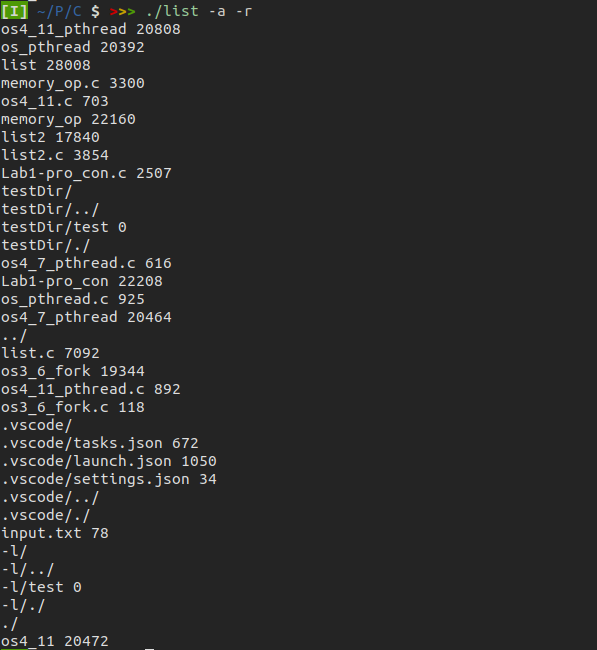 [I] ~/P/C $ >>> ./list -a -r
os4_11_pthread 20808
os_pthread 20392
list 28008
memory_op.c 3300
os4_11.c 703
memory_op 22160
list2 17840
list2.c 3854
Lab1-pro_con.c 2507
testDir/
testDir/../
testDir/test 0
testDir/./
os4_7_pthread.c 616
Lab1-pro_con 22208
os_pthread.c 925
os4_7_pthread 20464
../
list.c 7092
os3_6_fork 19344
os4_11_pthread.c 892
os3_6_fork.c 118
.vscode/
.vscode/tasks.json 672
.vscode/launch.json 1050
.vscode/settings.json 34
.vscode/../
.vscode/./
input.txt 78
-l/
-l/../
-l/test 0
-l/./
./
os4_11 20472